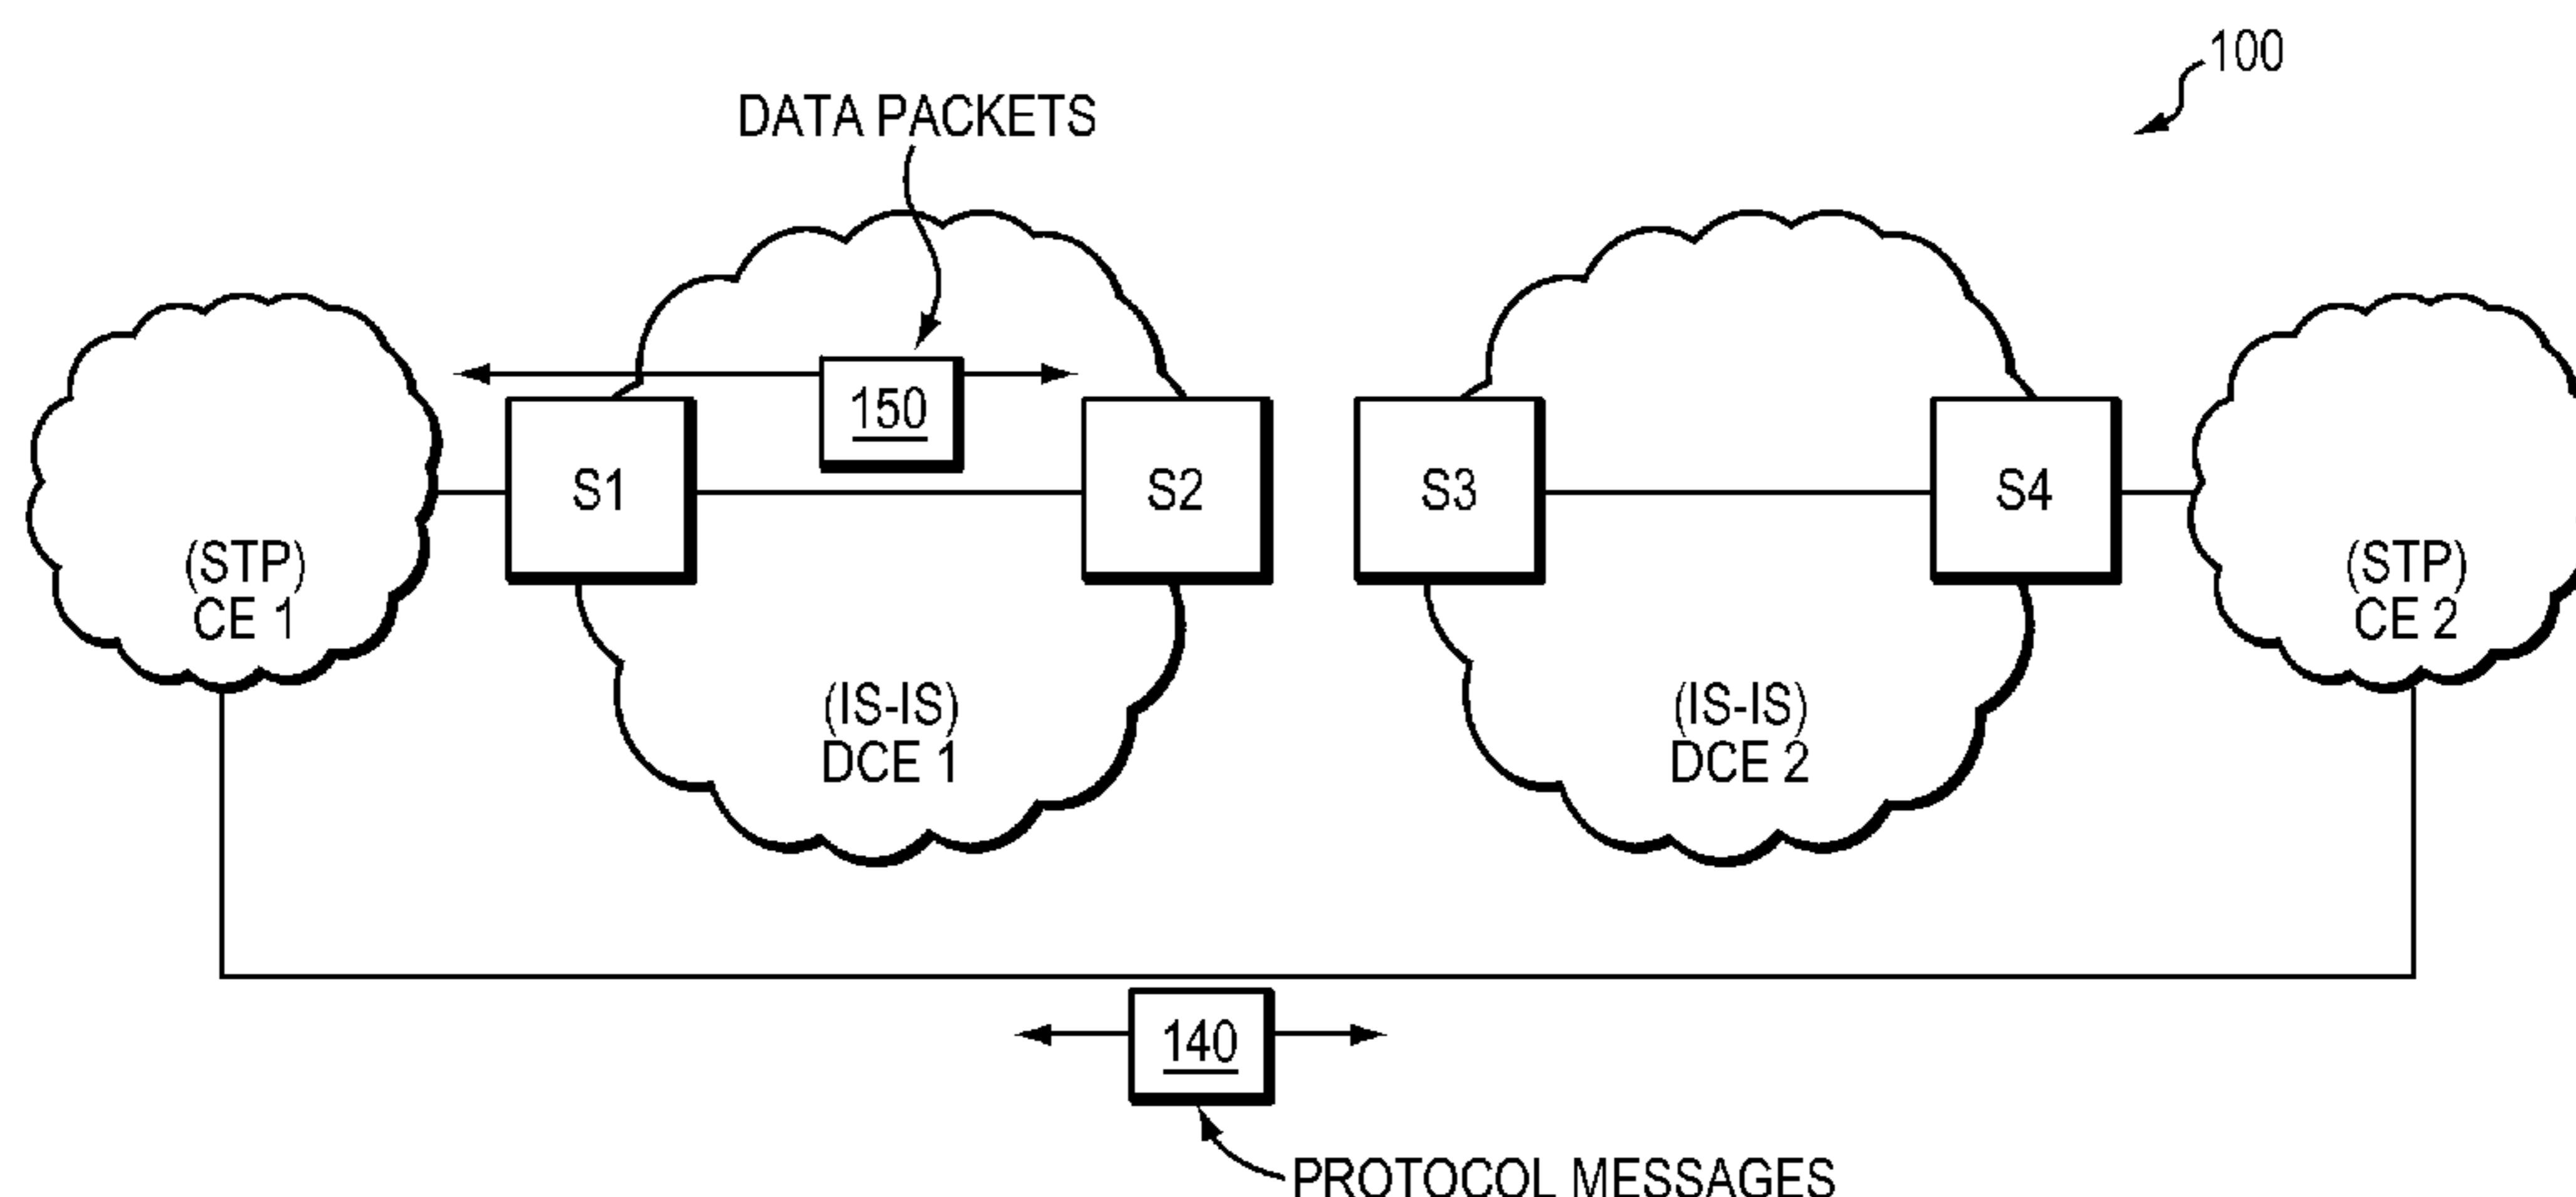 100
DATA PACKETS
150
S1
S2
S3
S4
(STP)
CE 1
(STP)
CE 2
(IS-IS)
DCE 1
(IS-IS)
DCE 2
140
PROTOCOL MESSAGES